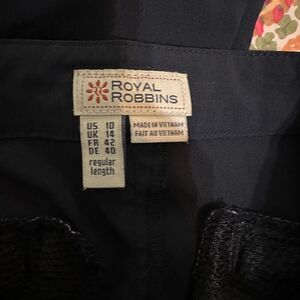 ROYAL
ROBBINS
US 10
UK 14
FR 42
DE 40
regular
length
MADE IN VIETNAM
FAIT AU VIETNAM